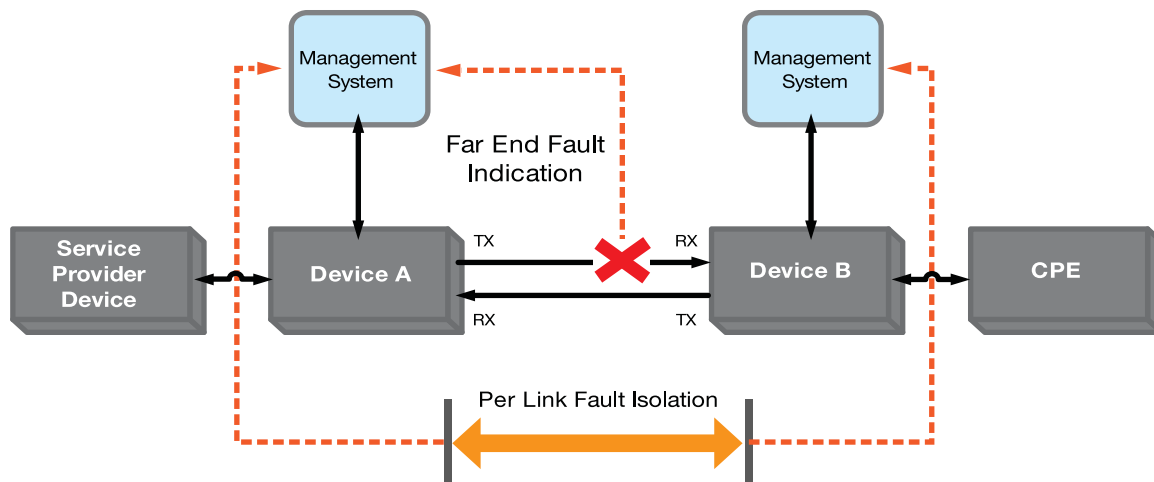 Management
System
Management
System
Far End Fault
Indication
Service
Provider
Device
Device A
TX
RX
RX
TX
Device B
CPE
Per Link Fault Isolation